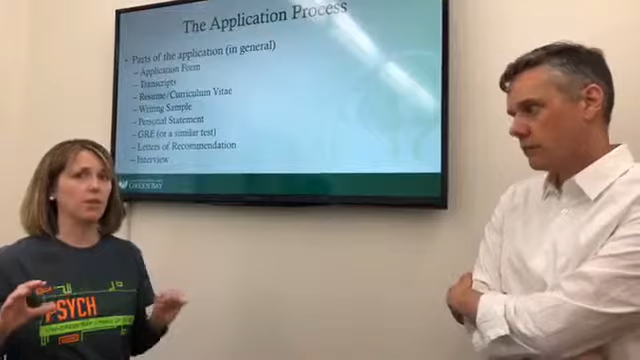 The Application Process
• Parts of the application (in general)
– Application Form
– Transcripts
– Resume/Curriculum Vitae
– Writing Sample
– Personal Statement
– GRE (or a similar test)
– Letters of Recommendation
– Interview
GREEN BAY
PSYCH